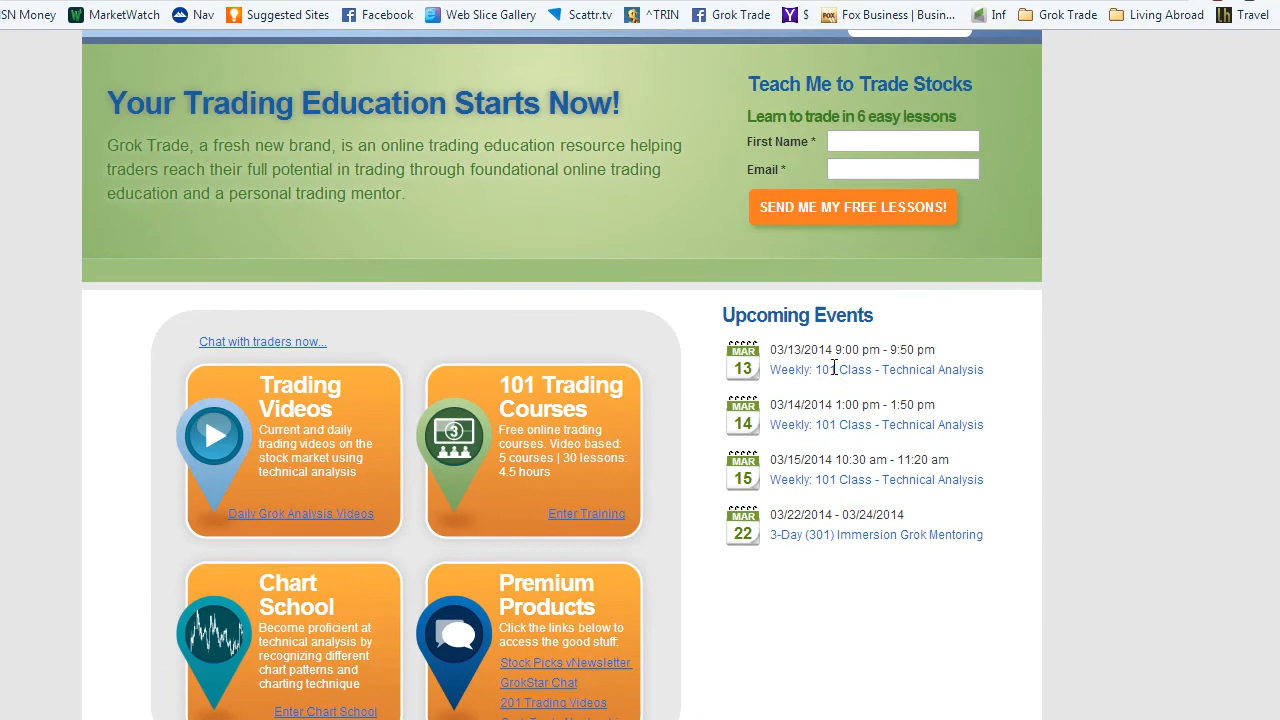 SN Money MarketWatch Nav Suggested Sites Facebook Web Slice Gallery Scattr.tv ^TRIN Grok Trade $ Fox Business | Busin... Inf Grok Trade Living Abroad Travel
Your Trading Education Starts Now!
Grok Trade, a fresh new brand, is an online trading education resource helping
traders reach their full potential in trading through foundational online trading
education and a personal trading mentor.
Teach Me to Trade Stocks
Learn to trade in 6 easy lessons
First Name *
Email *
SEND ME MY FREE LESSONS!
Chat with traders now...
Trading
Videos
Current and daily
trading videos on the
stock market using
technical analysis
Daily Grok Analysis Videos
3
101 Trading
Courses
Free online trading
courses. Video based:
5 courses | 30 lessons:
4.5 hours
Enter Training
Chart
School
Become proficient at
technical analysis by
recognizing different
chart patterns and
charting technique
Enter Chart School
Premium
Products
Click the links below to
access the good stuff:
Stock Picks vNewsletter
GrokStar Chat
201 Trading Videos
Upcoming Events
MAR
13
03/13/2014 9:00 pm - 9:50 pm
Weekly: 101 Class - Technical Analysis
MAR
14
03/14/2014 1:00 pm - 1:50 pm
Weekly: 101 Class - Technical Analysis
MAR
15
03/15/2014 10:30 am - 11:20 am
Weekly: 101 Class - Technical Analysis
MAR
22
03/22/2014 - 03/24/2014
3-Day (301) Immersion Grok Mentoring